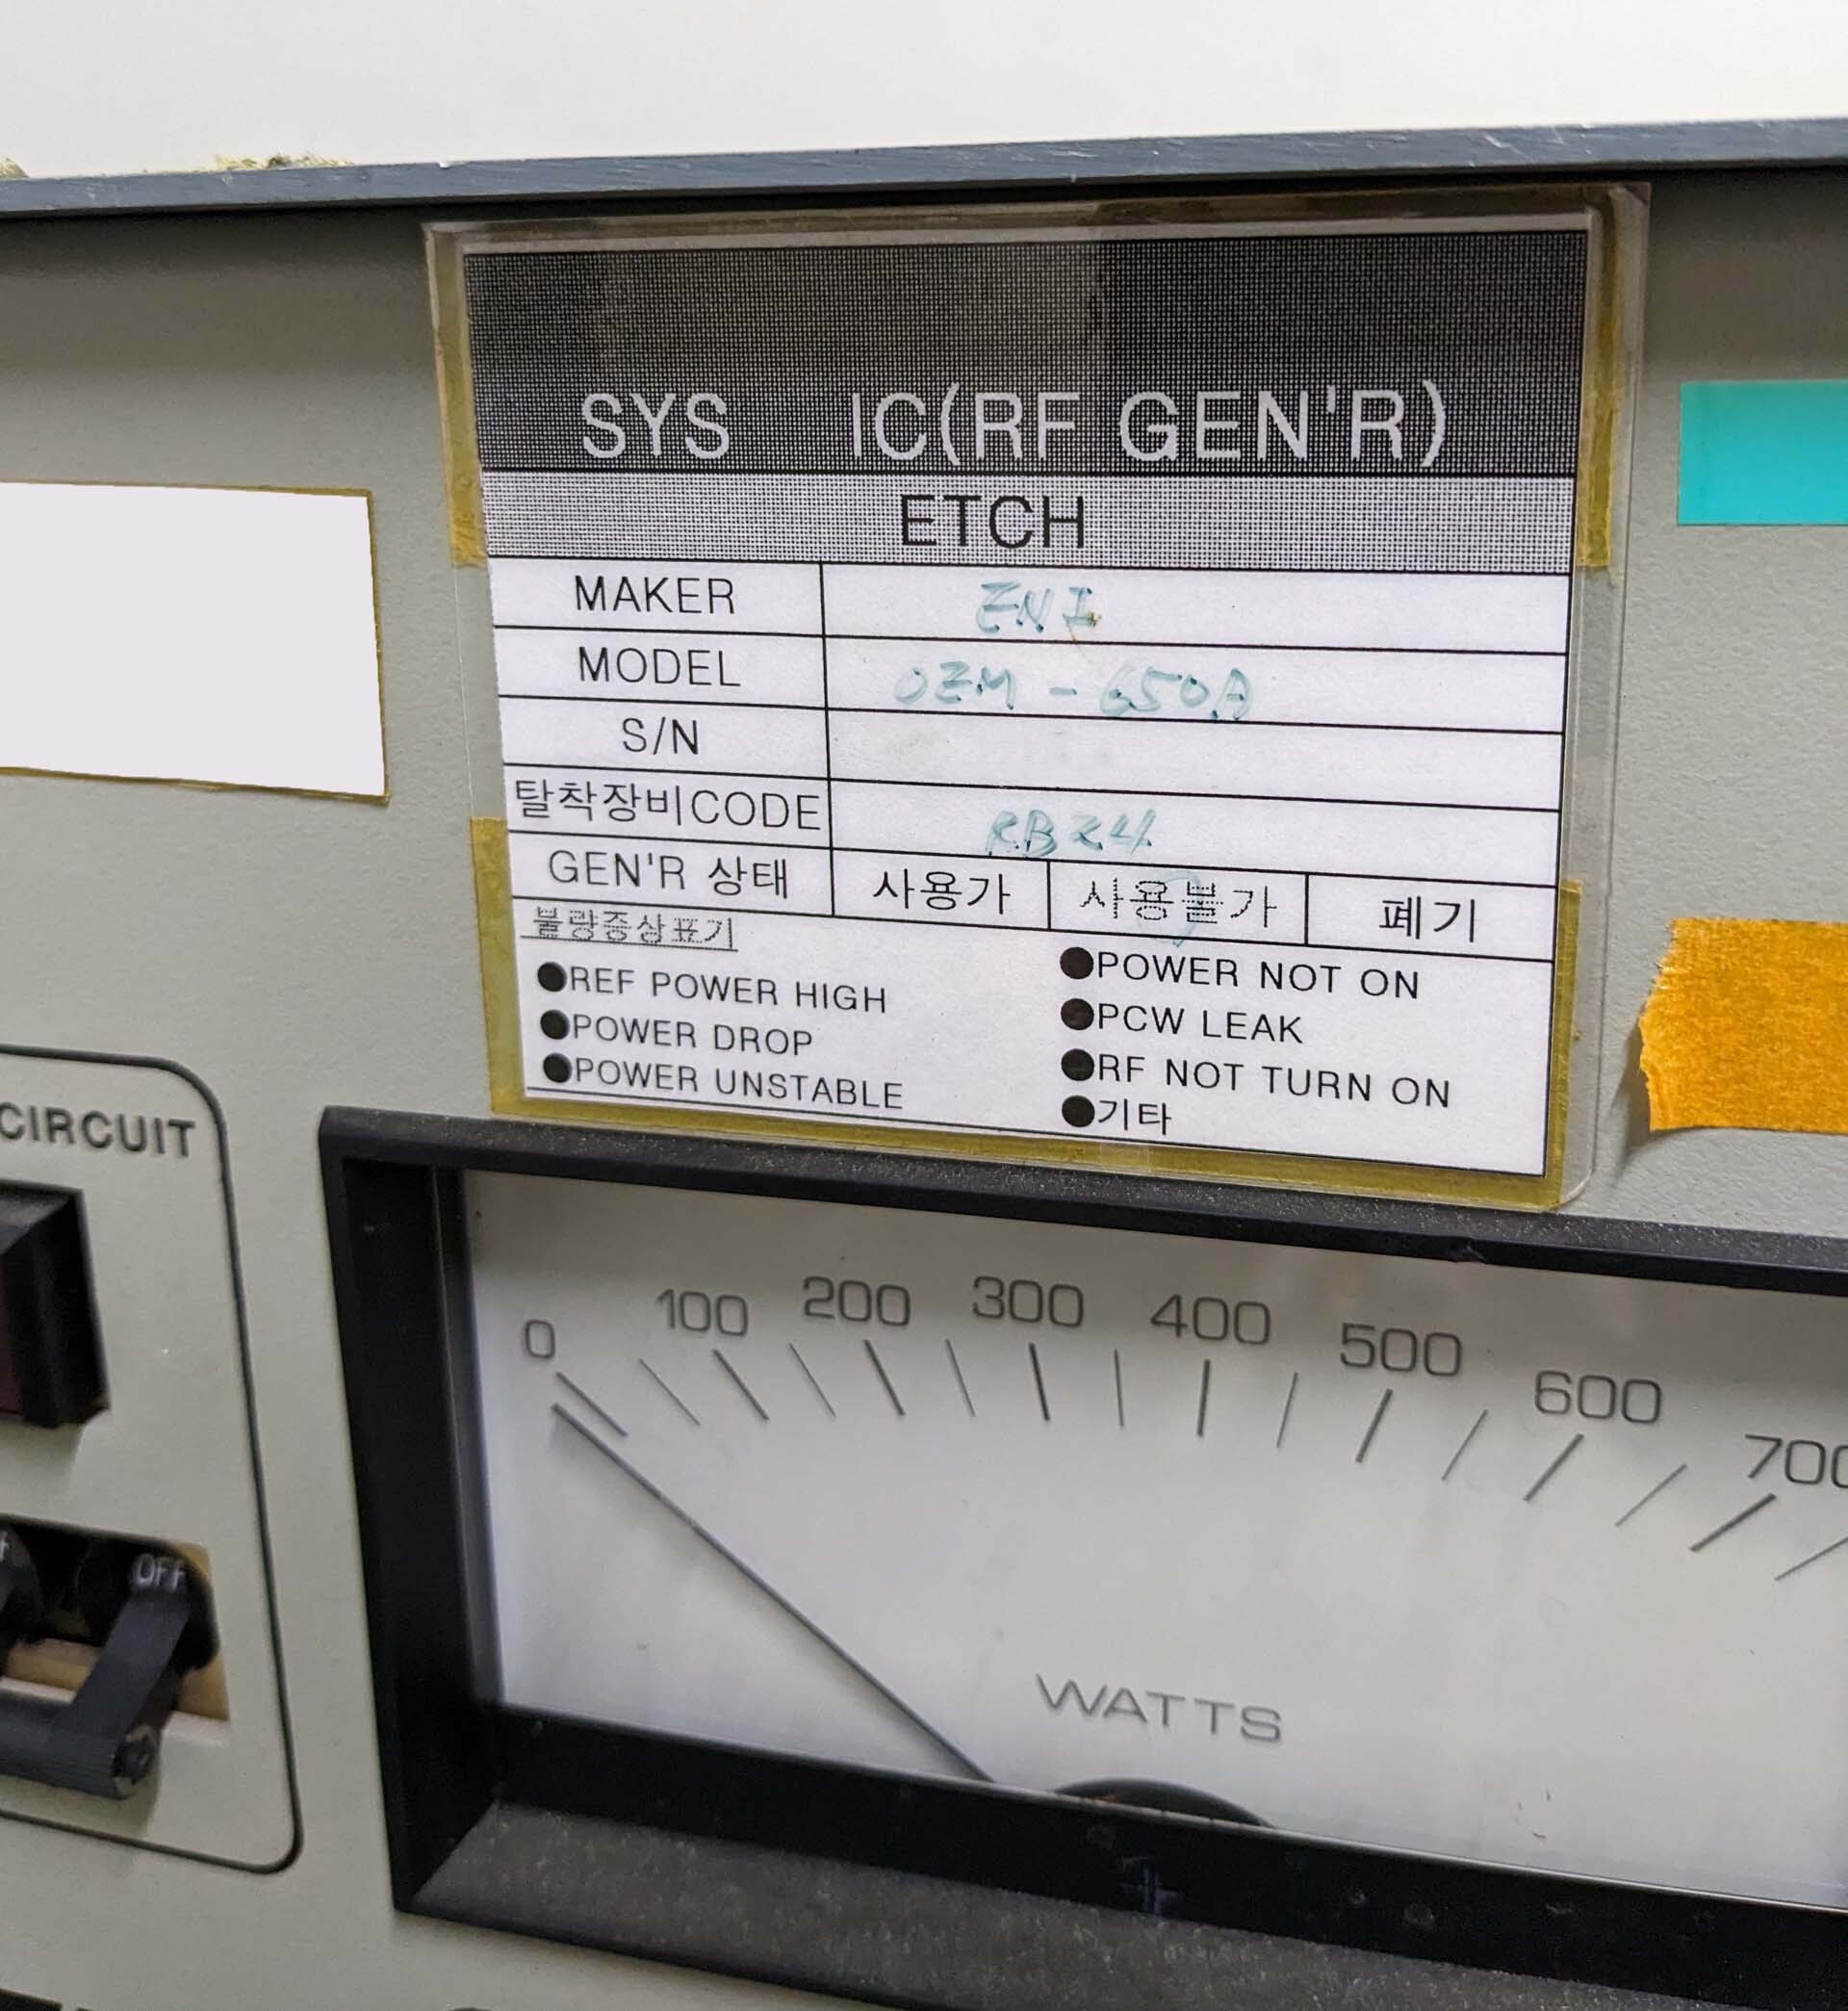 SYS IC(RF GEN'R)
ETCH
MAKER ENI
MODEL OEM - 650A
S/N
탈착장비CODE RB24
GEN'R 상태 사용가 사용불가 폐기
불량증상표기
●REF POWER HIGH
●POWER DROP
●POWER UNSTABLE
●POWER NOT ON
●PCW LEAK
●RF NOT TURN ON
●기타
CIRCUIT
OFF
0 100 200 300 400 500 600 700
WATTS